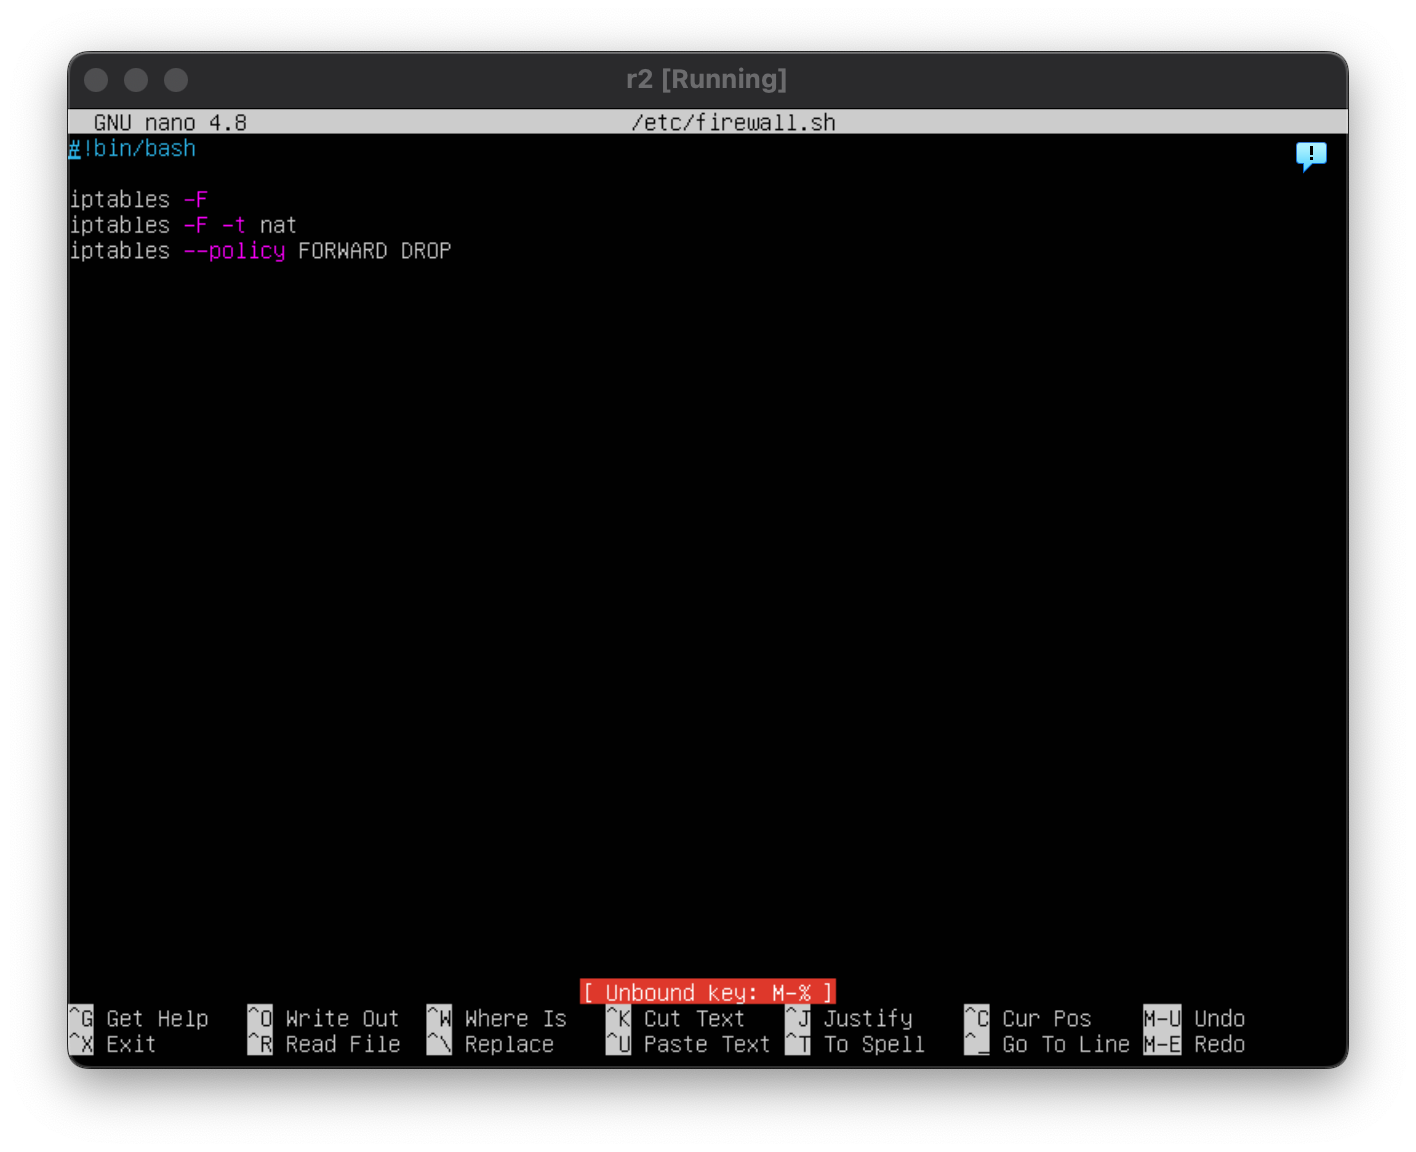 r2 [Running]
GNU nano 4.8 /etc/firewall.sh
#!bin/bash
iptables -F
iptables -F -t nat
iptables --policy FORWARD DROP
[ Unbound key: M-% ]
^G Get Help ^O Write Out ^W Where Is ^K Cut Text ^J Justify ^C Cur Pos M-U Undo
^X Exit ^R Read File ^\ Replace ^U Paste Text ^T To Spell ^_ Go To Line M-E Redo